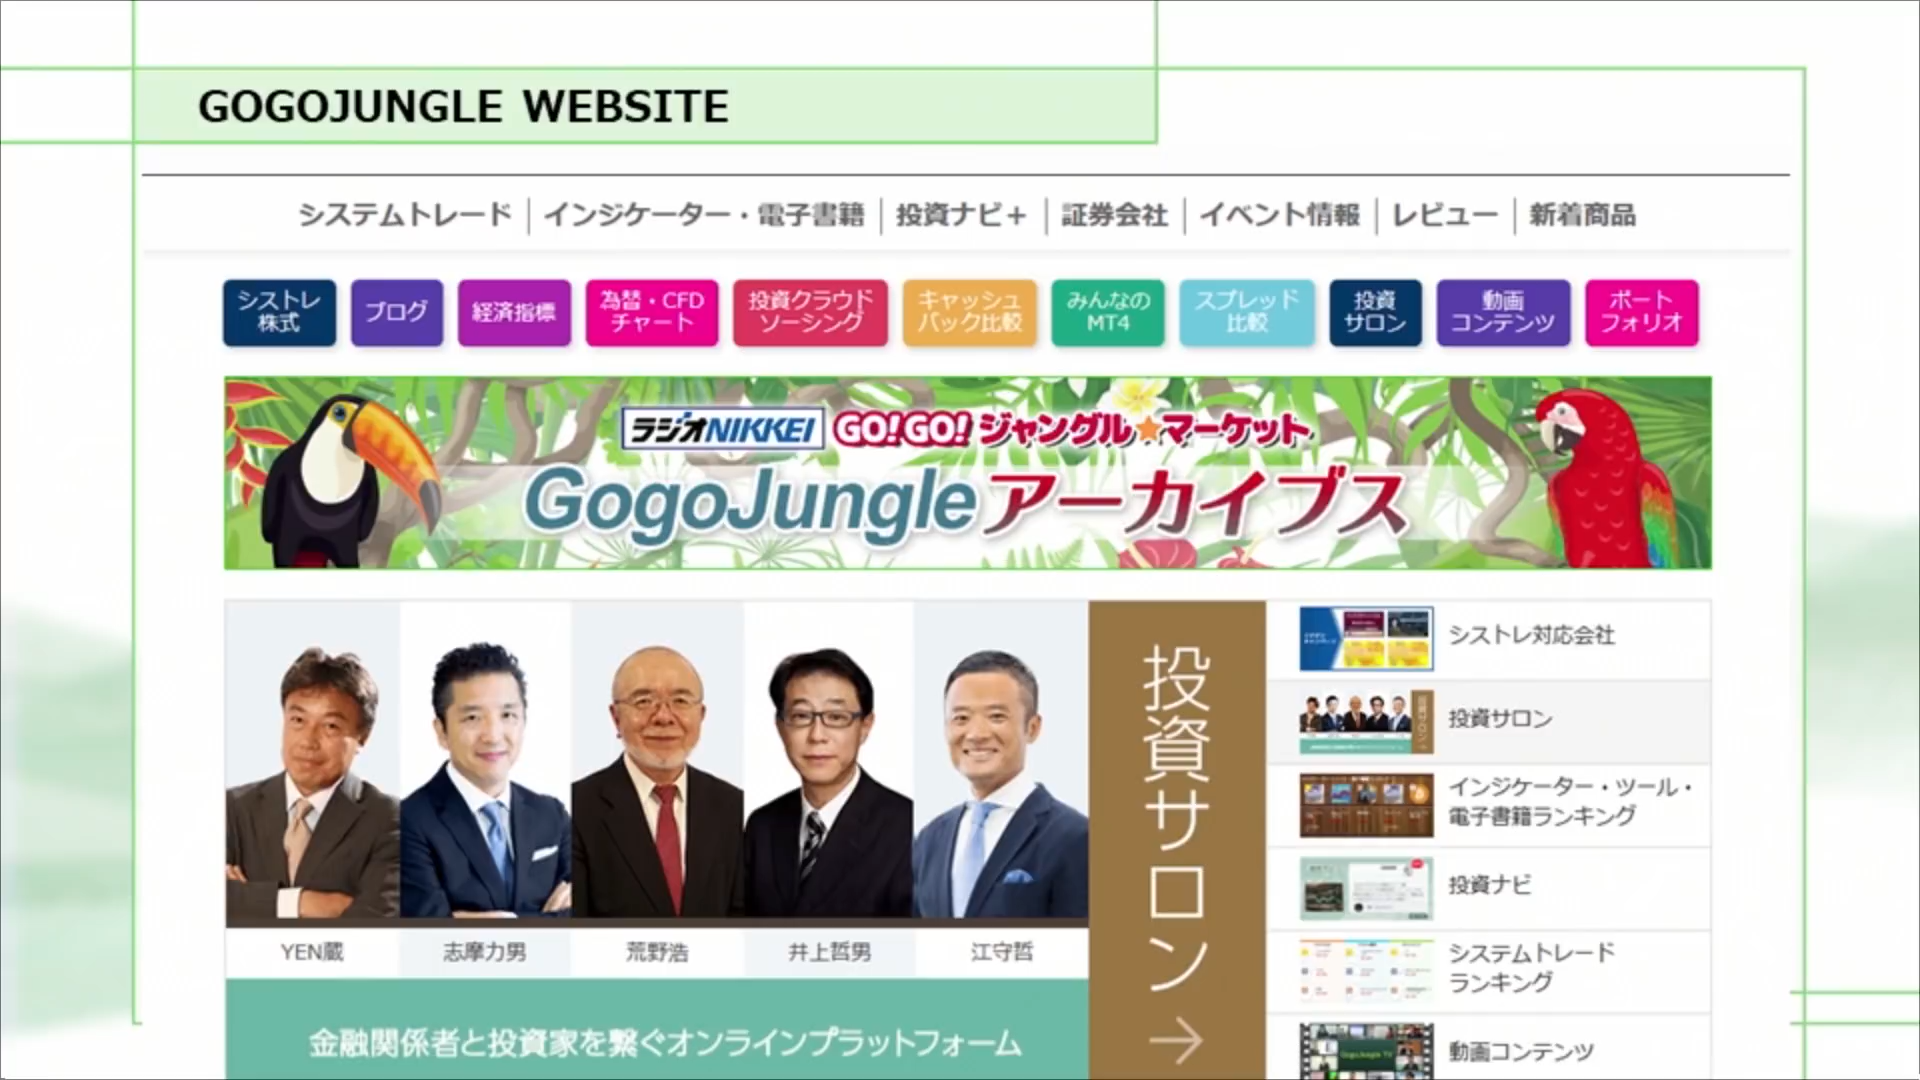 GOGOJUNGLE WEBSITE
システムトレード インジケーター・電子書籍 投資ナビ+ 証券会社 イベント情報 レビュー 新着商品
シストレ
株式
ブログ
経済指標
為替・CFD
チャート
投資クラウド
ソーシング
キャッシュ
バック比較
みんなの
MT4
スプレッド
比較
投資
サロン
動画
コンテンツ
ポート
フォリオ
ラジオNIKKEI GO!GO!ジャングル★マーケット
GogoJungleアーカイブス
YEN蔵
志摩力男
荒野浩
井上哲男
江守哲
金融関係者と投資家を繋ぐオンラインプラットフォーム
投資サロン→
シストレ対応会社
投資サロン
インジケーター・ツール・
電子書籍ランキング
投資ナビ
システムトレード
ランキング
GogoJungle TV
動画コンテンツ